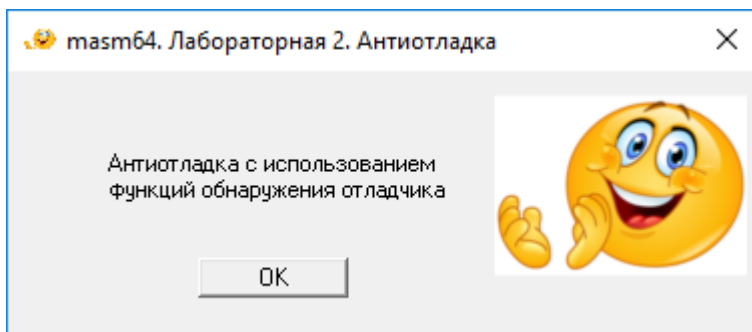 masm64. Лабораторная 2. Антиотладка
Антиотладка с использованием
функций обнаружения отладчика
OK